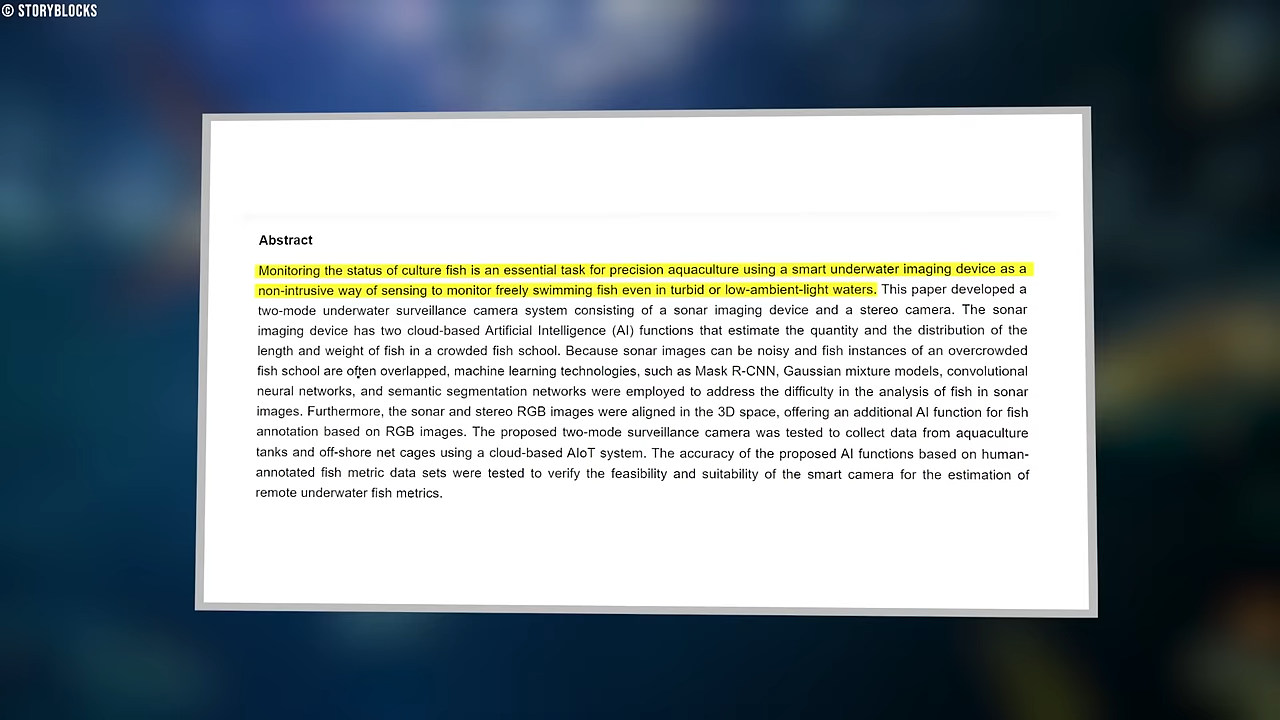 © STORYBLOCKS
Abstract
Monitoring the status of culture fish is an essential task for precision aquaculture using a smart underwater imaging device as a
non-intrusive way of sensing to monitor freely swimming fish even in turbid or low-ambient-light waters. This paper developed a
two-mode underwater surveillance camera system consisting of a sonar imaging device and a stereo camera. The sonar
imaging device has two cloud-based Artificial Intelligence (AI) functions that estimate the quantity and the distribution of the
length and weight of fish in a crowded fish school. Because sonar images can be noisy and fish instances of an overcrowded
fish school are often overlapped, machine learning technologies, such as Mask R-CNN, Gaussian mixture models, convolutional
neural networks, and semantic segmentation networks were employed to address the difficulty in the analysis of fish in sonar
images. Furthermore, the sonar and stereo RGB images were aligned in the 3D space, offering an additional AI function for fish
annotation based on RGB images. The proposed two-mode surveillance camera was tested to collect data from aquaculture
tanks and off-shore net cages using a cloud-based AIoT system. The accuracy of the proposed AI functions based on human-
annotated fish metric data sets were tested to verify the feasibility and suitability of the smart camera for the estimation of
remote underwater fish metrics.